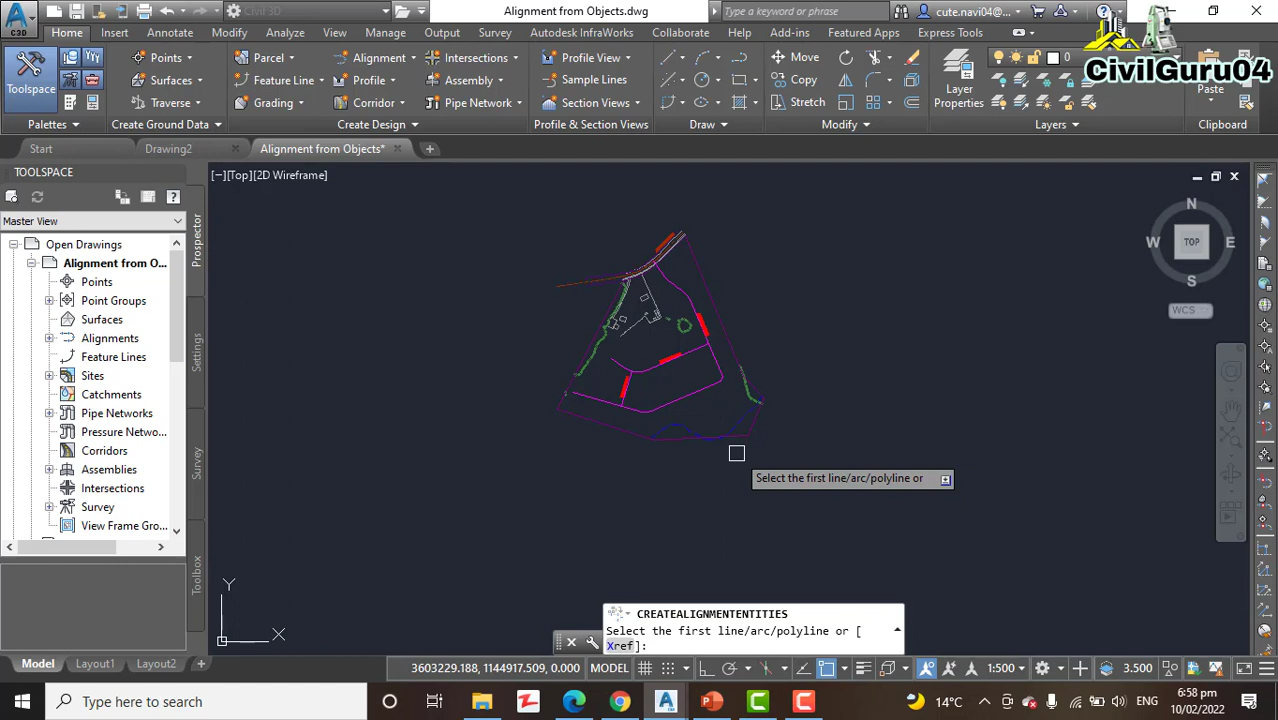 A C3D Civil 3D Alignment from Objects.dwg Type a keyword or phrase cute.navi04@...
Home Insert Annotate Modify Analyze View Manage Output Survey Autodesk InfraWorks Collaborate Help Add-ins Featured Apps Express Tools
CivilGuru04
Toolspace
Points Parcel Alignment Intersections Profile View Move
Surfaces Feature Line Profile Assembly Sample Lines Copy
Traverse Grading Corridor Pipe Network Section Views Stretch
Layer Properties
0
Paste
Palettes Create Ground Data Create Design Profile & Section Views Draw Modify Layers Clipboard
Start Drawing2 Alignment from Objects*
TOOLSPACE
[−][Top][2D Wireframe]
Master View
Open Drawings
Alignment from O...
Points
Point Groups
Surfaces
Alignments
Feature Lines
Sites
Catchments
Pipe Networks
Pressure Netwo...
Corridors
Assemblies
Intersections
Survey
View Frame Gro...
Prospector
Settings
Survey
Toolbox
N
W TOP E
S
WCS
Select the first line/arc/polyline or
Y
X
CREATEALIGNMENTENTITIES
Select the first line/arc/polyline or [
Xref]:
Model Layout1 Layout2 3603229.188, 1144917.509, 0.000 MODEL 1:500 3.500
Type here to search 14°C ENG 6:58 pm
10/02/2022